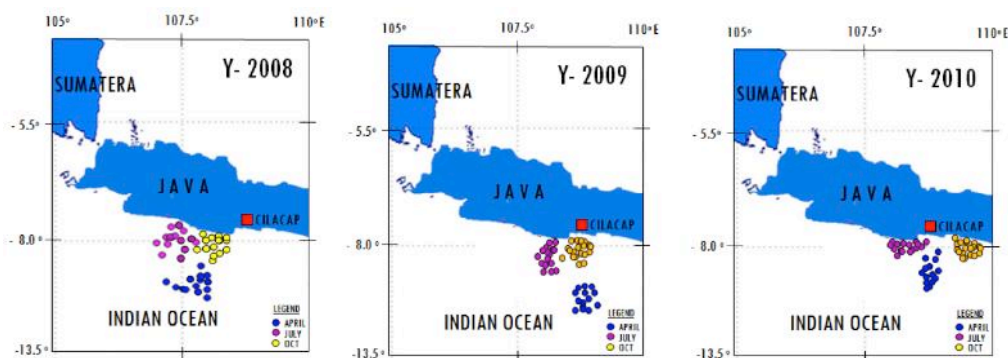 105° 107.5° 110°E
Y- 2008
SUMATERA
- 5.5°
JAVA
CILACAP
- 8.0°
INDIAN OCEAN
LEGEND
APRIL
JULY
OCT
-13.5°
105° 107.5° 110°E
Y- 2009
SUMATERA
- 5.5°
JAVA
CILACAP
- 8.0°
INDIAN OCEAN
LEGEND
APRIL
JULY
OCT
-13.5°
105° 107.5° 110°E
Y- 2010
SUMATERA
- 5.5°
JAVA
CILACAP
- 8.0°
INDIAN OCEAN
LEGEND
APRIL
JULY
OCT
-13.5°